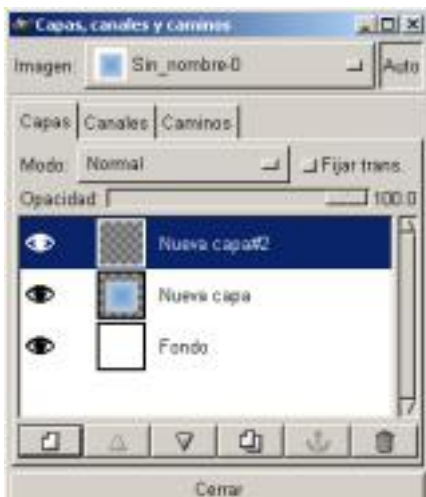 Capas, canales y caminos
Imagen: Sin_nombre-0 Auto
Capas Canales Caminos
Modo: Normal Fijar trans.
Opacidad: 100.0
Nueva capa#2
Nueva capa
Fondo
Cerrar